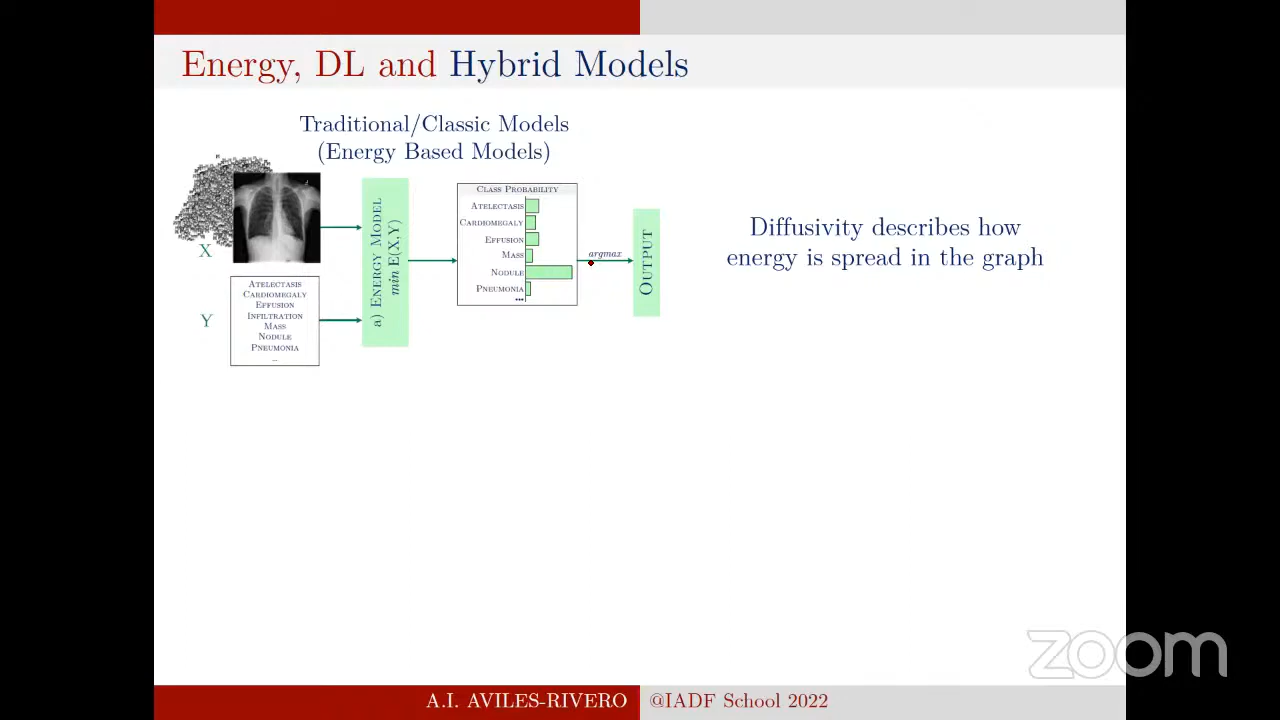 Energy, DL and Hybrid Models
Traditional/Classic Models
(Energy Based Models)
X
Y
Atelectasis
Cardiomegaly
Effusion
Infiltration
Mass
Nodule
Pneumonia
...
a) Energy Model
min E(X,Y)
Class Probability
Atelectasis
Cardiomegaly
Effusion
Mass
Nodule
Pneumonia
...
argmax
Output
Diffusivity describes how
energy is spread in the graph
zoom
A.I. AVILES-RIVERO @IADF School 2022